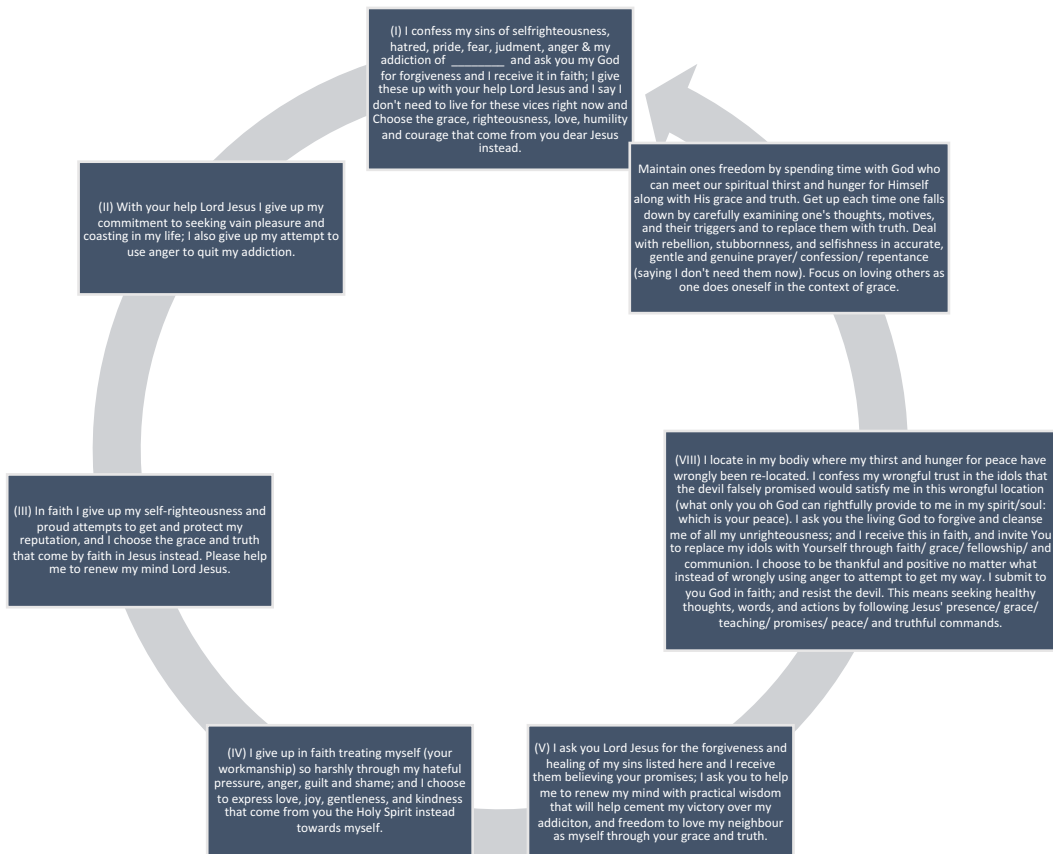 (I) I confess my sins of selfrighteousness,
hatred, pride, fear, judment, anger & my
addiction of ________ and ask you my God
for forgiveness and I receive it in faith; I give
these up with your help Lord Jesus and I say I
don't need to live for these vices right now and
Choose the grace, righteousness, love, humility
and courage that come from you dear Jesus
instead.
(II) With your help Lord Jesus I give up my
commitment to seeking vain pleasure and
coasting in my life; I also give up my attempt to
use anger to quit my addiction.
(III) In faith I give up my self-righteousness and
proud attempts to get and protect my
reputation, and I choose the grace and truth
that come by faith in Jesus instead. Please help
me to renew my mind Lord Jesus.
(IV) I give up in faith treating myself (your
workmanship) so harshly through my hateful
pressure, anger, guilt and shame; and I choose
to express love, joy, gentleness, and kindness
that come from you the Holy Spirit instead
towards myself.
(V) I ask you Lord Jesus for the forgiveness and
healing of my sins listed here and I receive
them believing your promises; I ask you to help
me to renew my mind with practical wisdom
that will help cement my victory over my
addiciton, and freedom to love my neighbour
as myself through your grace and truth.
(VIII) I locate in my bodiy where my thirst and hunger for peace have
wrongly been re-located. I confess my wrongful trust in the idols that
the devil falsely promised would satisfy me in this wrongful location
(what only you oh God can rightfully provide to me in my spirit/soul:
which is your peace). I ask you the living God to forgive and cleanse
me of all my unrighteousness; and I receive this in faith, and invite You
to replace my idols with Yourself through faith/ grace/ fellowship/ and
communion. I choose to be thankful and positive no matter what
instead of wrongly using anger to attempt to get my way. I submit to
you God in faith; and resist the devil. This means seeking healthy
thoughts, words, and actions by following Jesus' presence/ grace/
teaching/ promises/ peace/ and truthful commands.
Maintain ones freedom by spending time with God who
can meet our spiritual thirst and hunger for Himself
along with His grace and truth. Get up each time one falls
down by carefully examining one's thoughts, motives,
and their triggers and to replace them with truth. Deal
with rebellion, stubbornness, and selfishness in accurate,
gentle and genuine prayer/ confession/ repentance
(saying I don't need them now). Focus on loving others as
one does oneself in the context of grace.